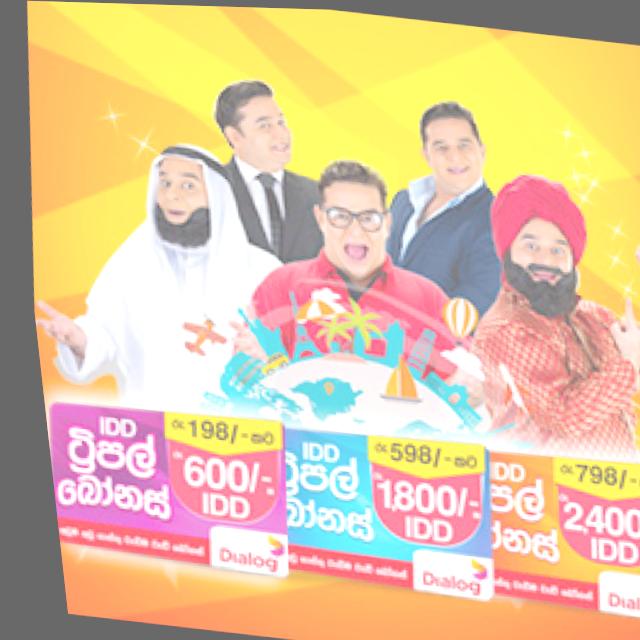 IDD
ට්‍රිපල්
බෝනස්
රු.198/-කට
රු.600/-ක
IDD
Dialog
IDD
ට්‍රිපල්
බෝනස්
රු.598/-කට
රු.1,800/-ක
IDD
Dialog
IDD
පල්
නස්
රු.798/-
රු.2,400
IDD
Dial